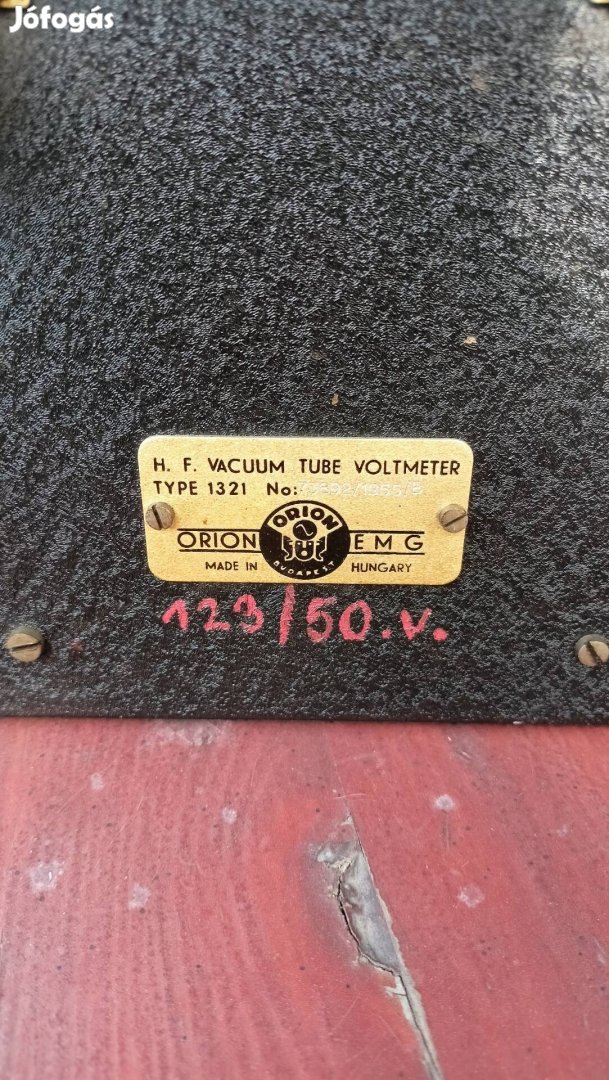 Jófogás
H. F. VACUUM TUBE VOLTMETER
TYPE 1321 No:
ORION ORION EMG
BUDAPEST
MADE IN HUNGARY
123/50.v.